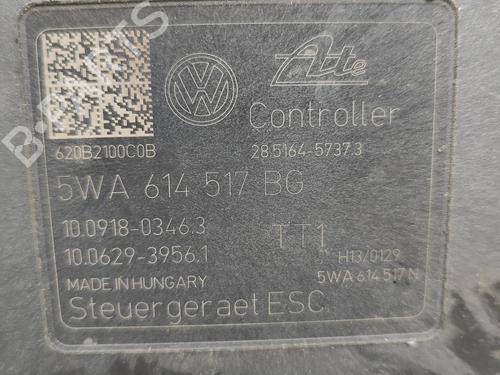 VW Ate
Controller
620B2100C0B 28.5164-5737.3
5WA 614 517 BG
10.0918-0346.3
10.0629-3956.1
TT1
H13/0129
MADE IN HUNGARY 5WA 614 517 N
Steuergeraet ESC
B-PARTS